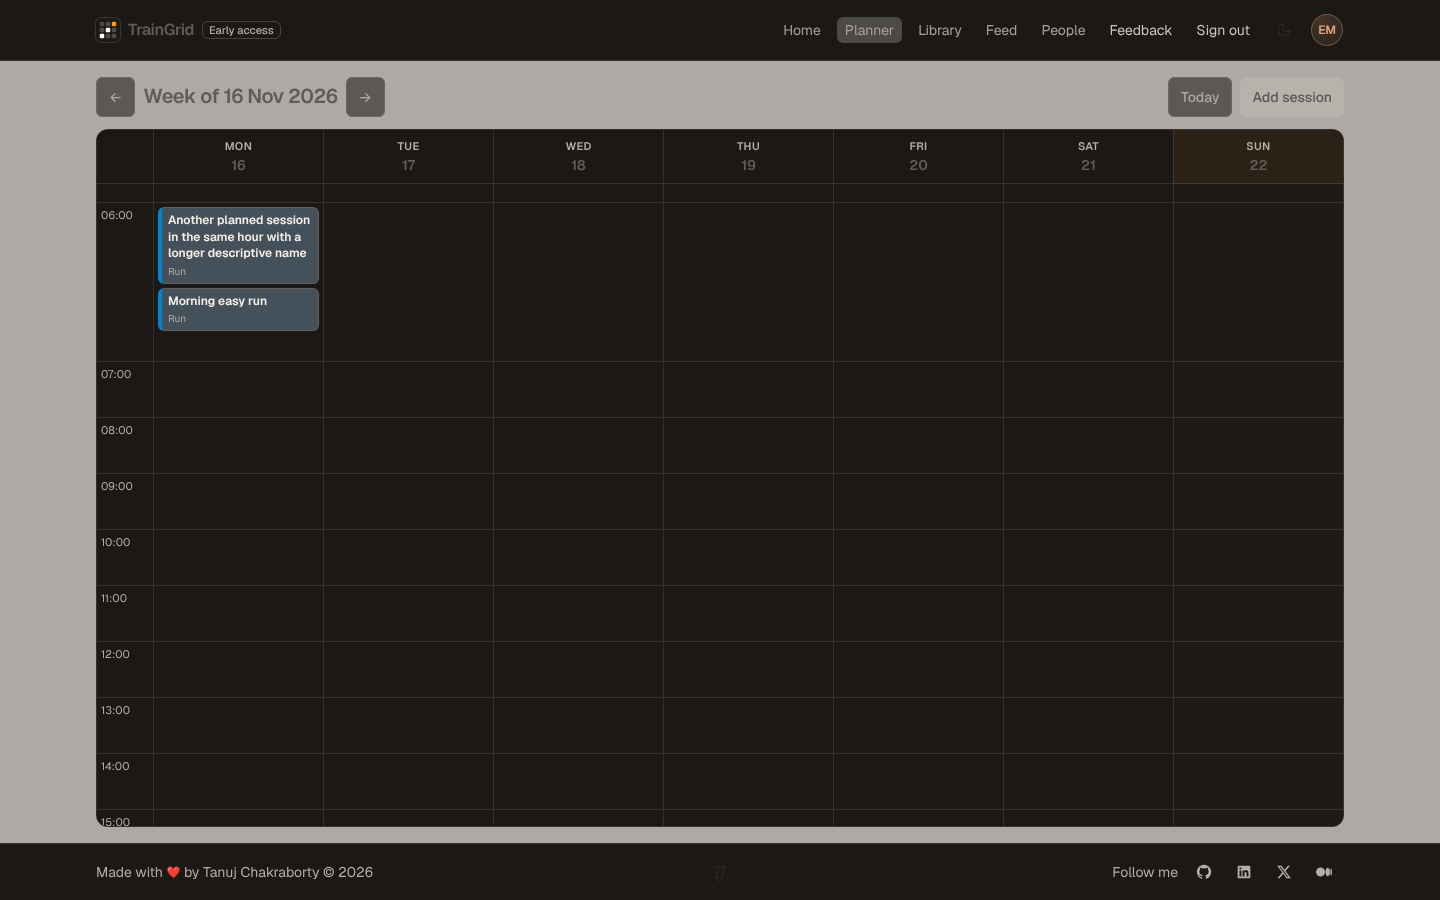 TrainGrid
Early access
Home
Planner
Library
Feed
People
Feedback
Sign out
EM
←
Week of 16 Nov 2026
→
Today
Add session
MON
16
TUE
17
WED
18
THU
19
FRI
20
SAT
21
SUN
22
06:00
Another planned session
in the same hour with a
longer descriptive name
Run
Morning easy run
Run
07:00
08:00
09:00
10:00
11:00
12:00
13:00
14:00
15:00
Made with ❤️ by Tanuj Chakraborty © 2026
Follow me